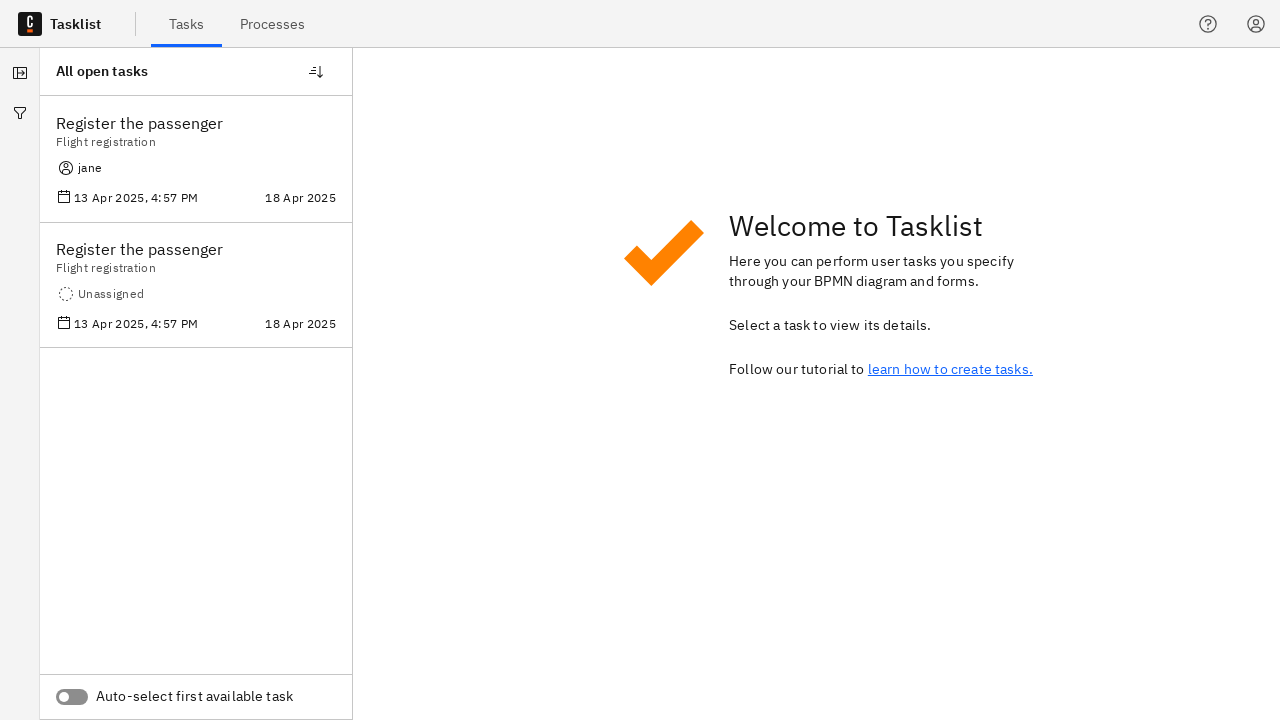 Tasklist
Tasks
Processes
All open tasks
Register the passenger
Flight registration
jane
13 Apr 2025, 4:57 PM
18 Apr 2025
Register the passenger
Flight registration
Unassigned
13 Apr 2025, 4:57 PM
18 Apr 2025
Auto-select first available task
Welcome to Tasklist
Here you can perform user tasks you specify
through your BPMN diagram and forms.
Select a task to view its details.
Follow our tutorial to learn how to create tasks.